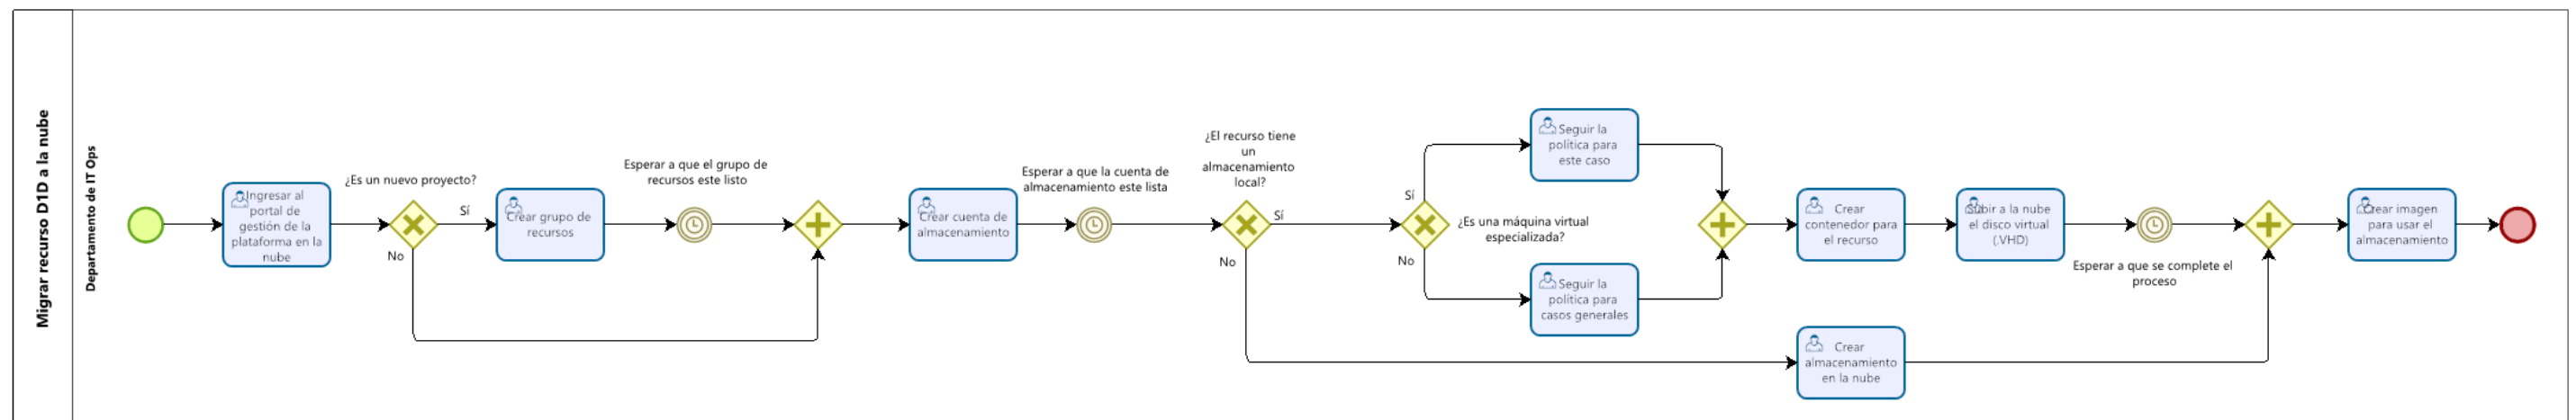 Migrar recurso D1D a la nube
Departamento de IT Ops
Ingresar al
portal de
gestión de la
plataforma en la
nube
¿Es un nuevo proyecto?
Sí
No
Crear grupo de
recursos
Esperar a que el grupo de
recursos este listo
Crear cuenta de
almacenamiento
Esperar a que la cuenta de
almacenamiento este lista
¿El recurso tiene
un
almacenamiento
local?
Sí
No
¿Es una máquina virtual
especializada?
Sí
No
Seguir la
política para
este caso
Seguir la
política para
casos generales
Crear
contenedor para
el recurso
Subir a la nube
el disco virtual
(.VHD)
Esperar a que se complete el
proceso
Crear
almacenamiento
en la nube
Crear imagen
para usar el
almacenamiento